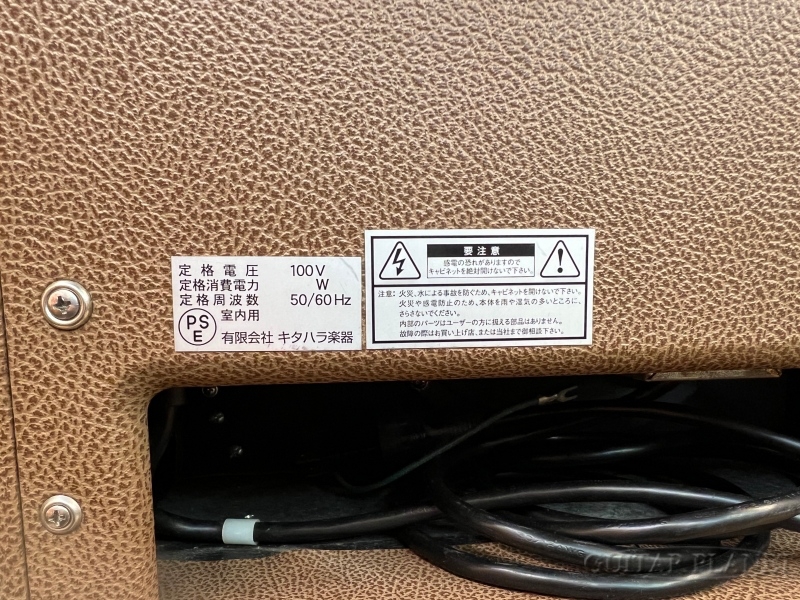 定格電圧 100V
定格消費電力 W
定格周波数 50/60Hz
PS
E
室内用
有限会社 キタハラ楽器
要注意
感電の恐れがありますので
キャビネットを絶対開けないで下さい。
注意: 火災、水による事故を防ぐため、キャビネットを開けないで下さい。
火災や感電防止のため、本体を雨や湿気の多いところに、
さらさないでください。
内部のパーツはユーザーの方に扱える部品はありません。
故障の際はお買い上げ店、または当社まで御相談下さい。
GUITAR PLANET